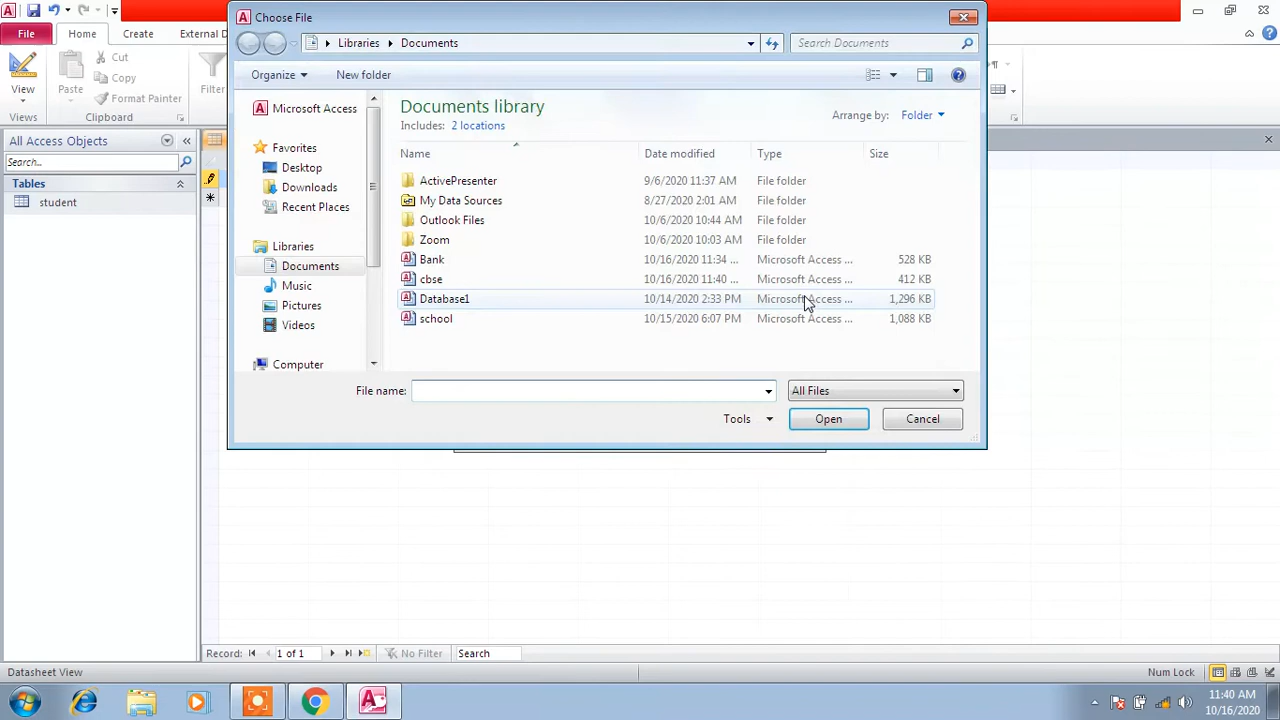 Choose File
File
Home
Create
External D
Libraries
Documents
Search Documents
View
Paste
Cut
Copy
Format Painter
Filter
Views
Clipboard
Organize
New folder
All Access Objects
Search..
Tables
student
Microsoft Access
Favorites
Desktop
Downloads
Recent Places
Libraries
Documents
Music
Pictures
Videos
Computer
Documents library
Includes: 2 locations
Arrange by: Folder
Name Date modified Type Size
ActivePresenter 9/6/2020 11:37 AM File folder
My Data Sources 8/27/2020 2:01 AM File folder
Outlook Files 10/6/2020 10:44 AM File folder
Zoom 10/6/2020 10:03 AM File folder
Bank 10/16/2020 11:34 ... Microsoft Access ... 528 KB
cbse 10/16/2020 11:40 ... Microsoft Access ... 412 KB
Database1 10/14/2020 2:33 PM Microsoft Access ... 1,296 KB
school 10/15/2020 6:07 PM Microsoft Access ... 1,088 KB
File name:
All Files
Tools
Open
Cancel
Record:
1 of 1
No Filter
Search
Datasheet View
Num Lock
11:40 AM
10/16/2020